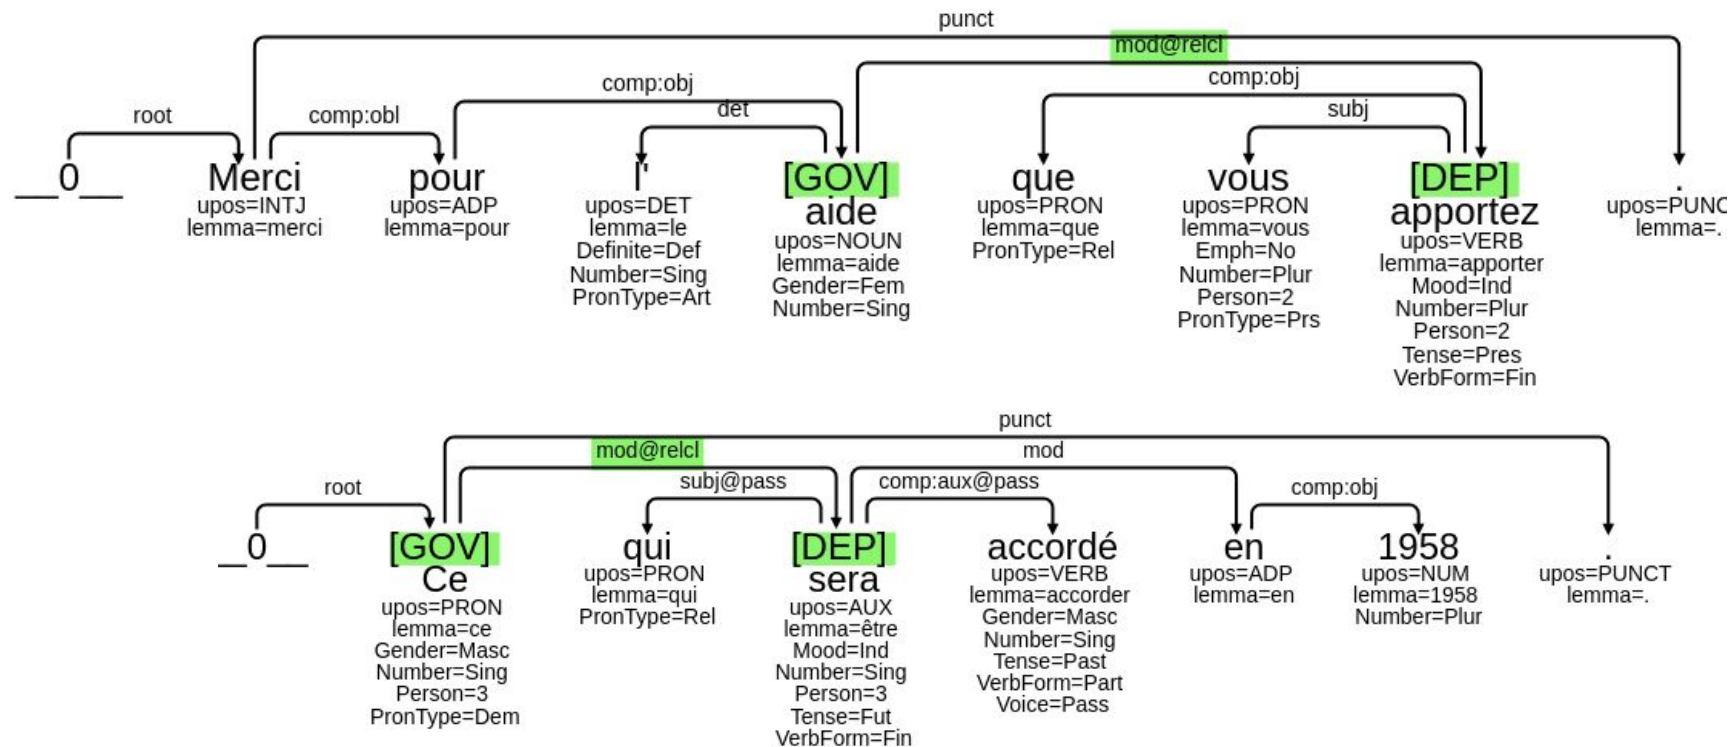 punct
mod@relcl
comp:obj comp:obj
root comp:obl det subj
__0__ Merci pour l' [GOV] que vous [DEP] .
upos=INTJ upos=ADP upos=DET aide upos=PRON upos=PRON apportez upos=PUNC
lemma=merci lemma=pour lemma=le upos=NOUN lemma=que lemma=vous upos=VERB lemma=.
Definite=Def lemma=aide PronType=Rel Emph=No lemma=apporter
Number=Sing Gender=Fem Number=Plur Mood=Ind
PronType=Art Number=Sing Person=2 Number=Plur
PronType=Prs Person=2
Tense=Pres
VerbForm=Fin
punct
mod@relcl mod
root subj@pass comp:aux@pass comp:obj
__0__ [GOV] qui [DEP] accordé en 1958 .
Ce upos=PRON sera upos=VERB upos=ADP upos=NUM upos=PUNCT
upos=PRON lemma=qui upos=AUX lemma=accorder lemma=en lemma=1958 lemma=.
lemma=ce PronType=Rel lemma=être Gender=Masc Number=Plur
Gender=Masc Mood=Ind Number=Sing
Number=Sing Number=Sing Tense=Past
Person=3 Person=3 VerbForm=Part
PronType=Dem Tense=Fut Voice=Pass
VerbForm=Fin